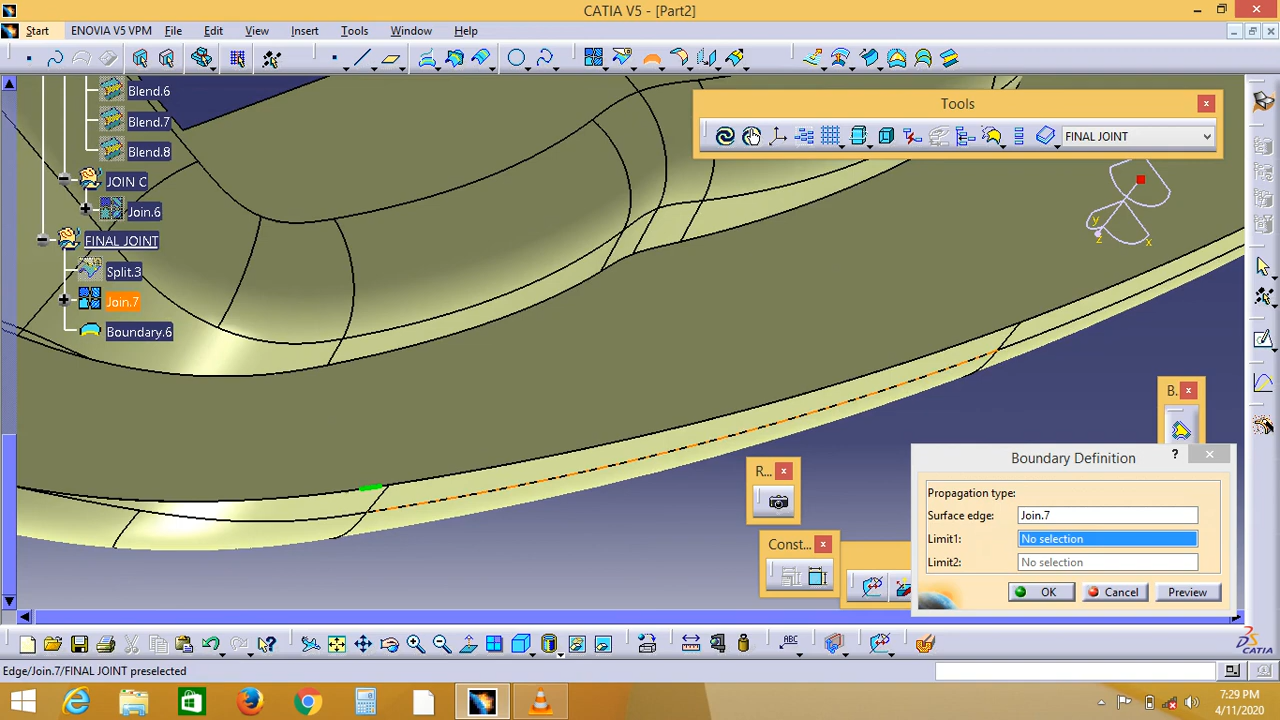 CATIA V5 - [Part2]
Start ENOVIA V5 VPM File Edit View Insert Tools Window Help
Blend.6
Blend.7
Blend.8
JOIN C
Join.6
FINAL JOINT
Split.3
Join.7
Boundary.6
Tools
FINAL JOINT
y
z
x
B.
R...
Const...
Boundary Definition
Propagation type:
Surface edge: Join.7
Limit1: No selection
Limit2: No selection
OK Cancel Preview
ABC
CATIA
Edge/Join.7/FINAL JOINT preselected
7:29 PM
4/11/2020